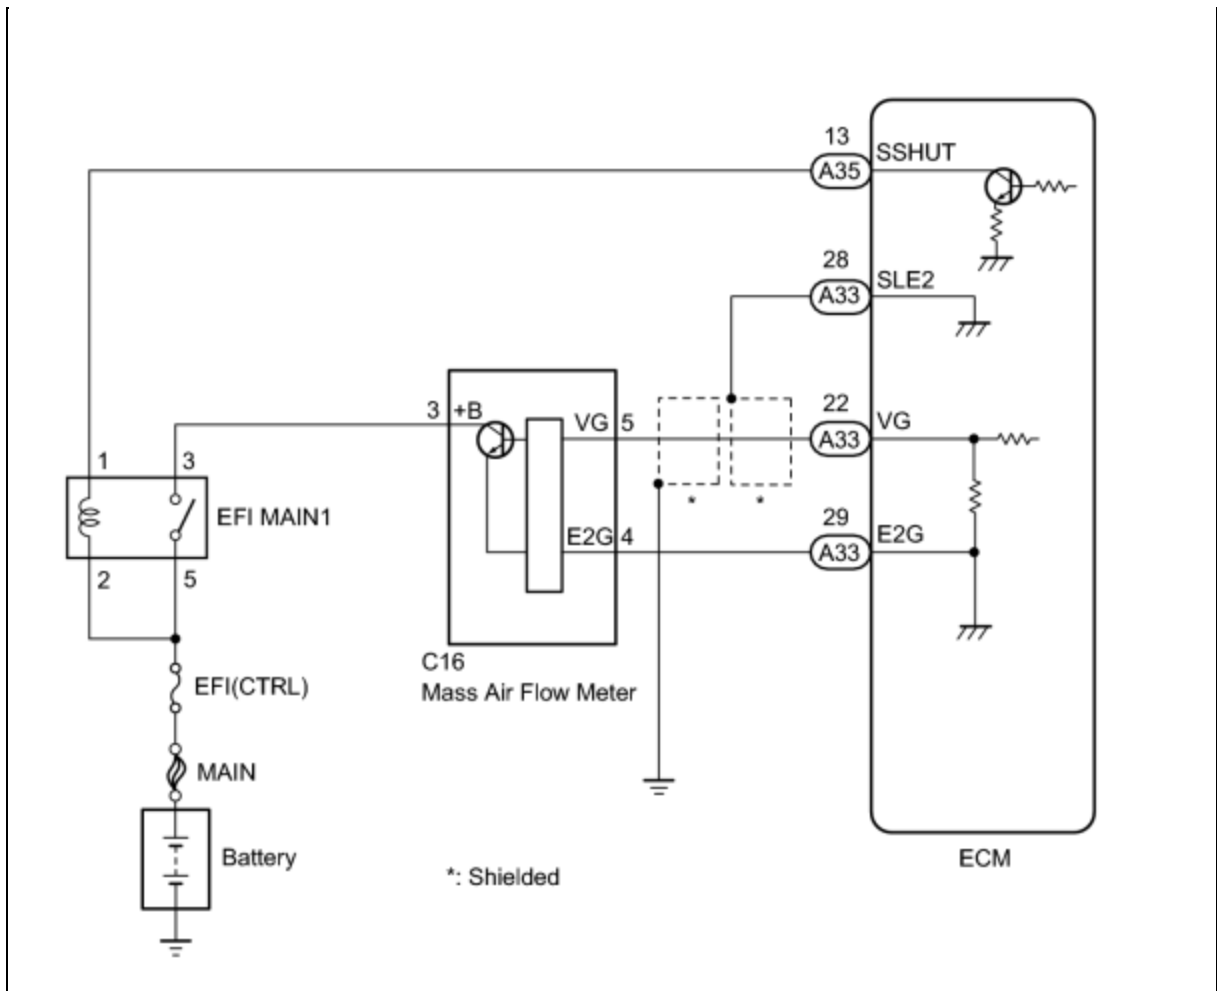 13
SSHUT
A35
28
SLE2
A33
3 +B
VG 5
22
VG
A33
1 3
EFI MAIN1
* *
E2G 4
29
E2G
A33
2 5
C16
Mass Air Flow Meter
EFI(CTRL)
MAIN
Battery
*: Shielded
ECM